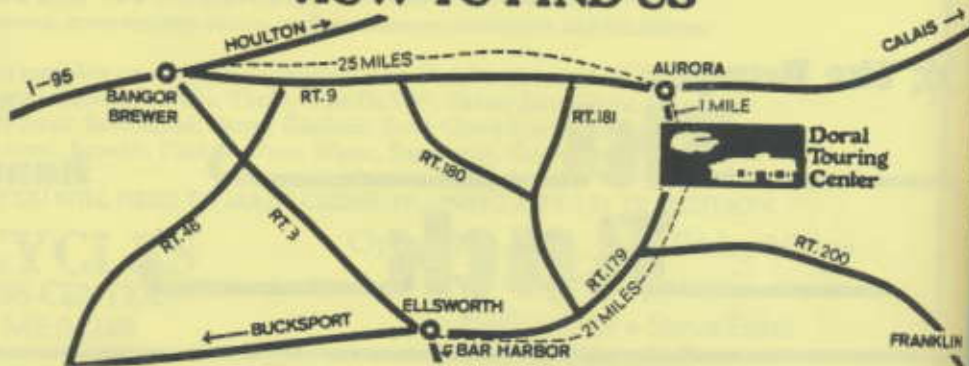 HOW TO FIND US
HOULTON →
CALAIS →
25 MILES
I-95
AURORA
BANGOR
BREWER
RT. 9
1 MILE
RT. 181
Doral
Touring
Center
RT. 180
RT. 46
RT. 3
RT. 179
RT. 200
ELLSWORTH
21 MILES
← BUCKSPORT
BAR HARBOR
FRANKLIN